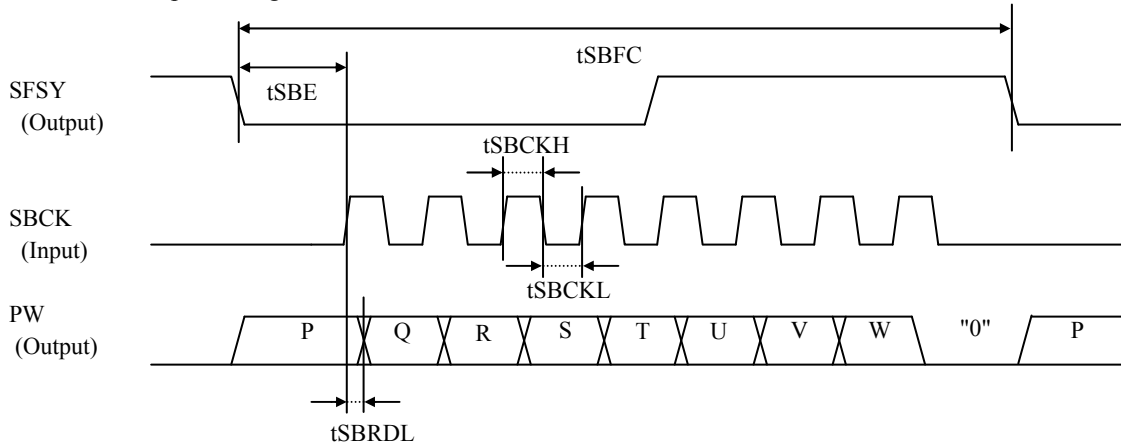 tSBFC
SFSY
(Output)
tSBE
tSBCKH
SBCK
(Input)
tSBCKL
PW
(Output)
P Q R S T U V W "0" P
tSBRDL